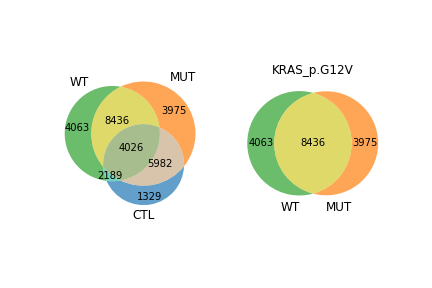 WT
MUT
4063
8436
3975
4026
5982
2189
1329
CTL
KRAS_p.G12V
4063
8436
3975
WT
MUT